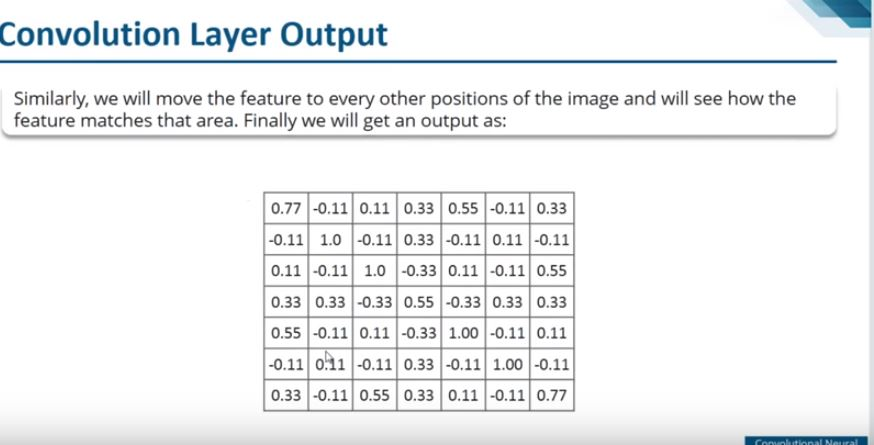 Convolution Layer Output
Similarly, we will move the feature to every other positions of the image and will see how the
feature matches that area. Finally we will get an output as:
0.77 -0.11 0.11 0.33 0.55 -0.11 0.33
-0.11 1.0 -0.11 0.33 -0.11 0.11 -0.11
0.11 -0.11 1.0 -0.33 0.11 -0.11 0.55
0.33 0.33 -0.33 0.55 -0.33 0.33 0.33
0.55 -0.11 0.11 -0.33 1.00 -0.11 0.11
-0.11 0.11 -0.11 0.33 -0.11 1.00 -0.11
0.33 -0.11 0.55 0.33 0.11 -0.11 0.77
Convolutional Neural